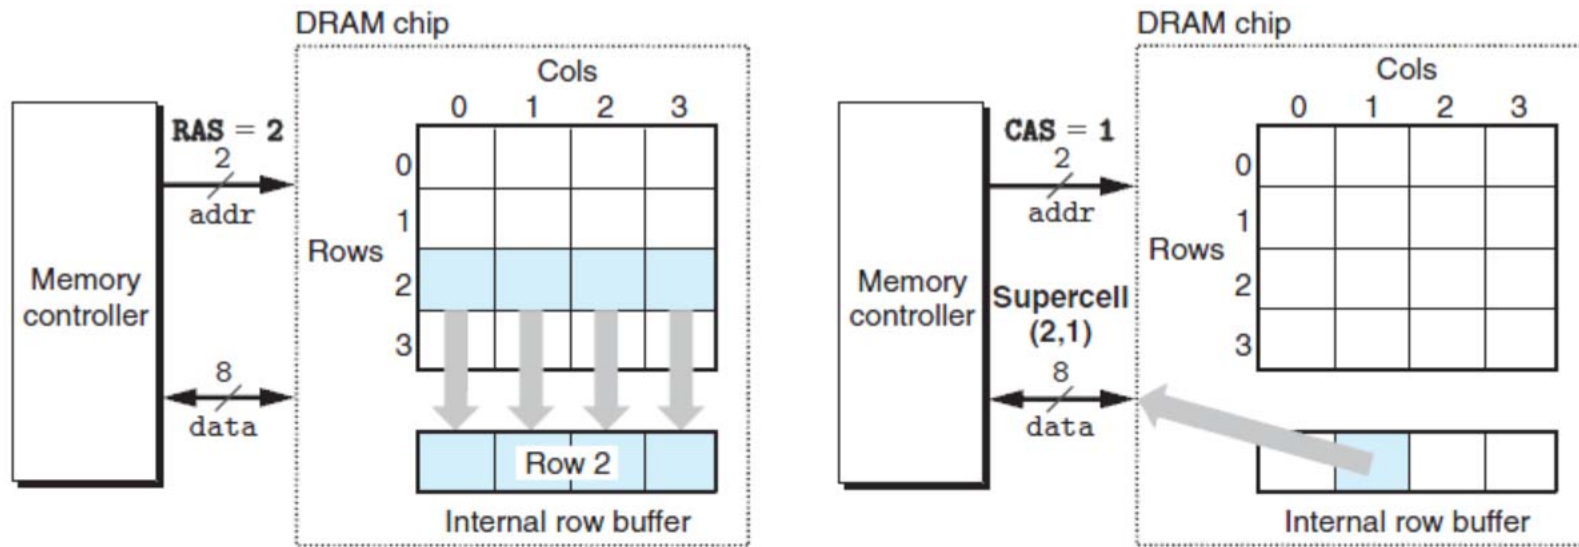 DRAM chip
Cols
0 1 2 3
RAS = 2
2
addr
Rows
0
1
2
3
Memory
controller
8
data
Row 2
Internal row buffer
DRAM chip
Cols
0 1 2 3
CAS = 1
2
addr
Rows
0
1
2
3
Memory
controller
Supercell
(2,1)
8
data
Internal row buffer